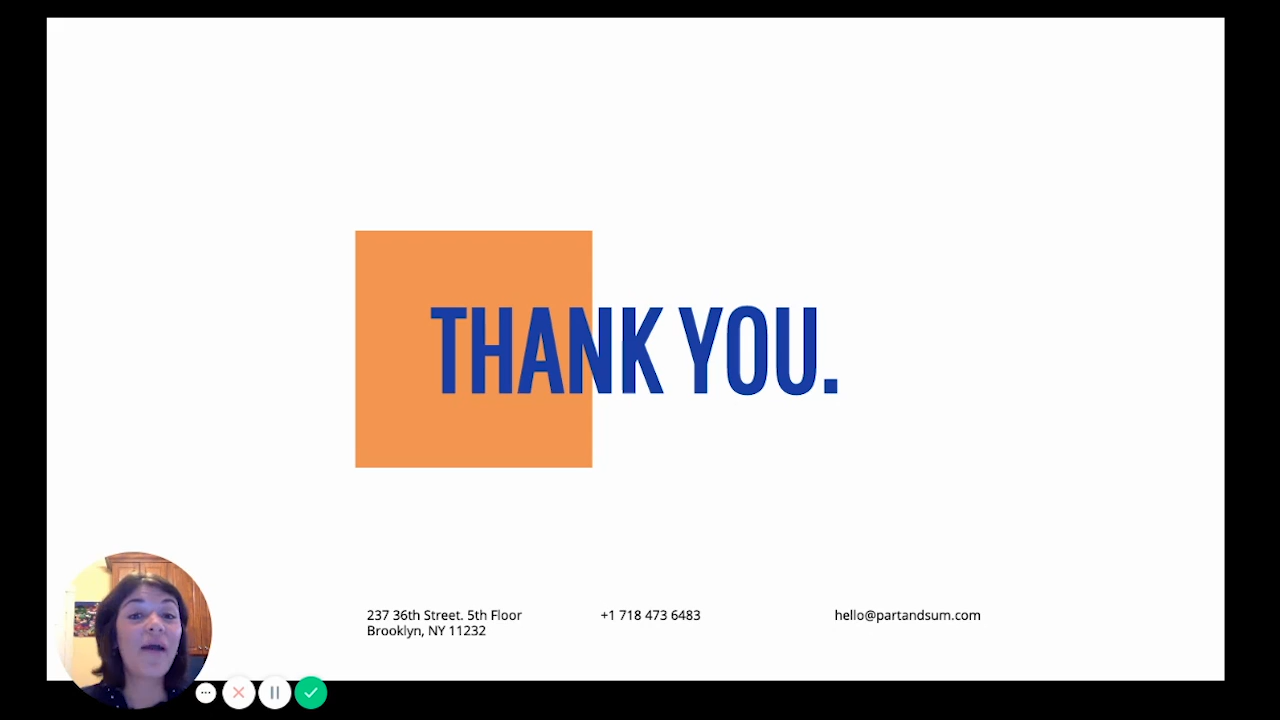 THANK YOU.
237 36th Street. 5th Floor
Brooklyn, NY 11232
+1 718 473 6483
hello@partandsum.com